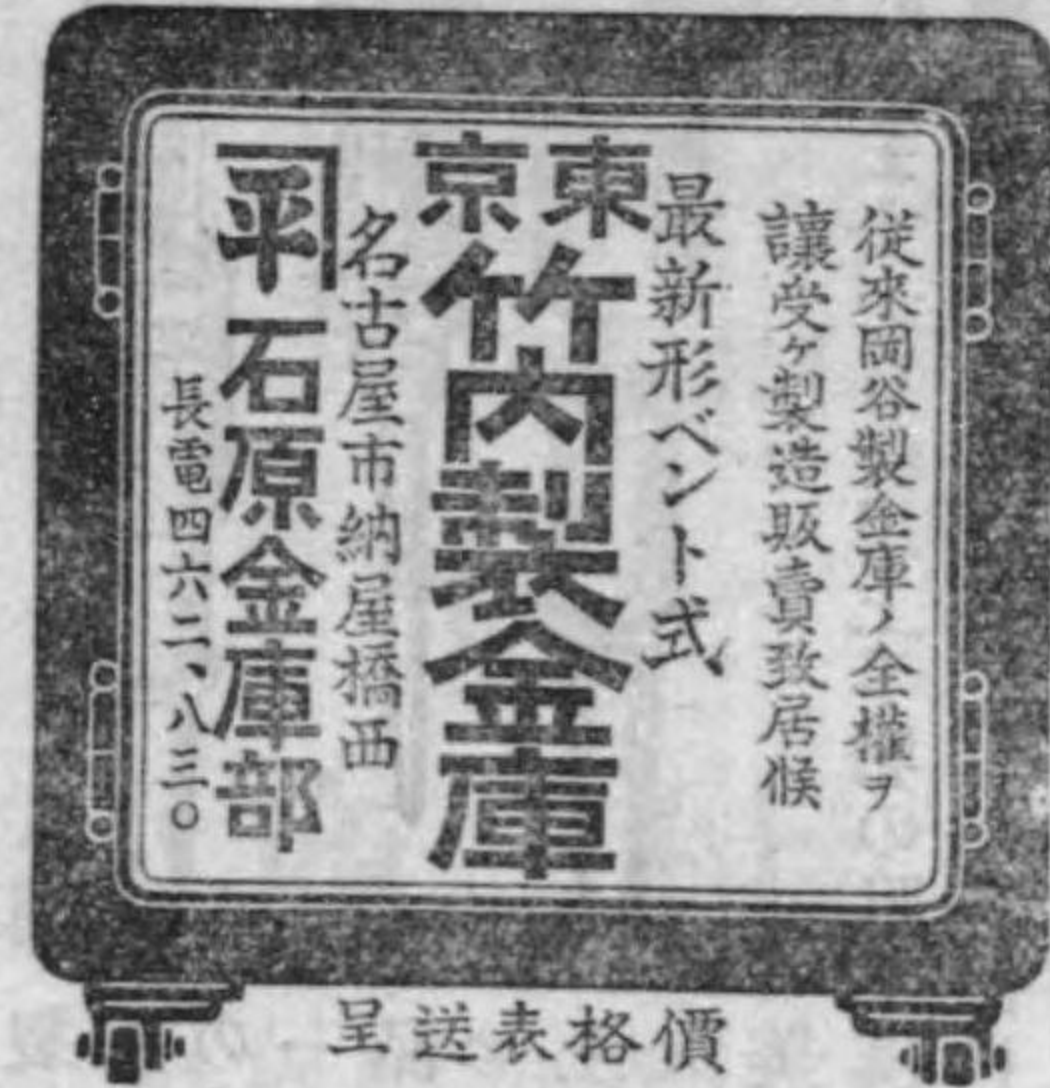 従來岡谷製金庫ノ全權ヲ
讓受ケ製造販賣致居候
最新形ベント式
東京
竹内製金庫
名古屋市納屋橋西
平 石原金庫部
長電四六二、八三〇
價格表送呈